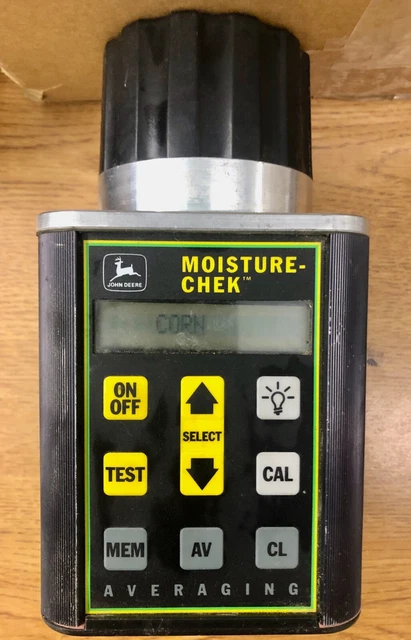 JOHN DEERE
MOISTURE-
CHEK™
CORN
ON
OFF
SELECT
TEST
CAL
MEM
AV
CL
AVERAGING